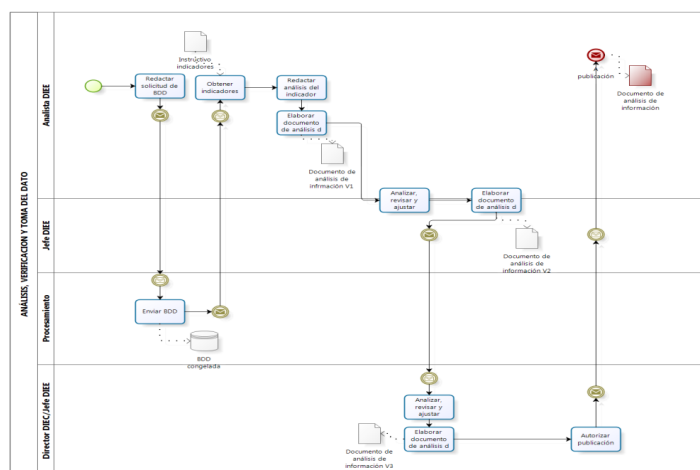 ANÁLISIS, VERIFICACION Y TOMA DEL DATO
Analista DIEE
Jefe DIEE
Procesamiento
Director DIEC/Jefe DIEE
Redactar
solicitud de
BDD
Instructivo
indicadores
Obtener
indicadores
Redactar
análisis del
indicador
Elaborar
documento
de análisis d
Documento de
análisis de
infrmación V1
publicación
Documento de
análisis de
información
Analizar,
revisar y
ajustar
Elaborar
documento
de análisis d
Documento de
análisis de
información V2
Enviar BDD
BDD
congelada
Analizar,
revisar y
ajustar
Elaborar
documento
de análisis d
Documento de
análisis de
información V3
Autorizar
publicación